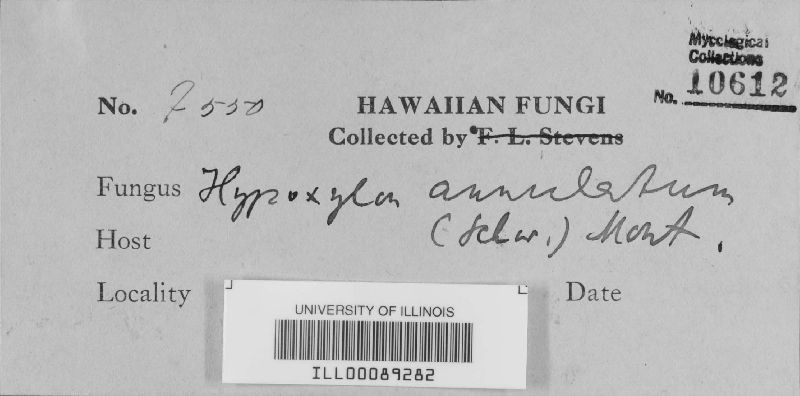 Mycological
Collections
No. 10612
No. 7550
HAWAIIAN FUNGI
Collected by F. L. Stevens
Fungus Hypoxylon annulatum
(Schw.) Mont.
Host
Locality
Date
UNIVERSITY OF ILLINOIS
ILL00089282